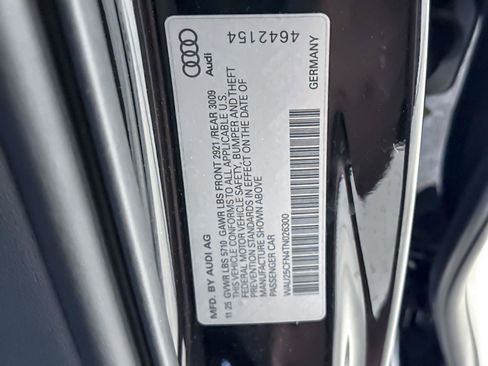 MFD. BY AUDI AG
11 25 GVWR LBS 5710 GAWR LBS FRONT 2921/REAR 3009
THIS VEHICLE CONFORMS TO ALL APPLICABLE U.S.
FEDERAL MOTOR VEHICLE SAFETY, BUMPER AND THEFT
PREVENTION STANDARDS IN EFFECT ON THE DATE OF
MANUFACTURE SHOWN ABOVE
PASSENGER CAR
WAU25CFN4TN026300
Audi
4642154
GERMANY